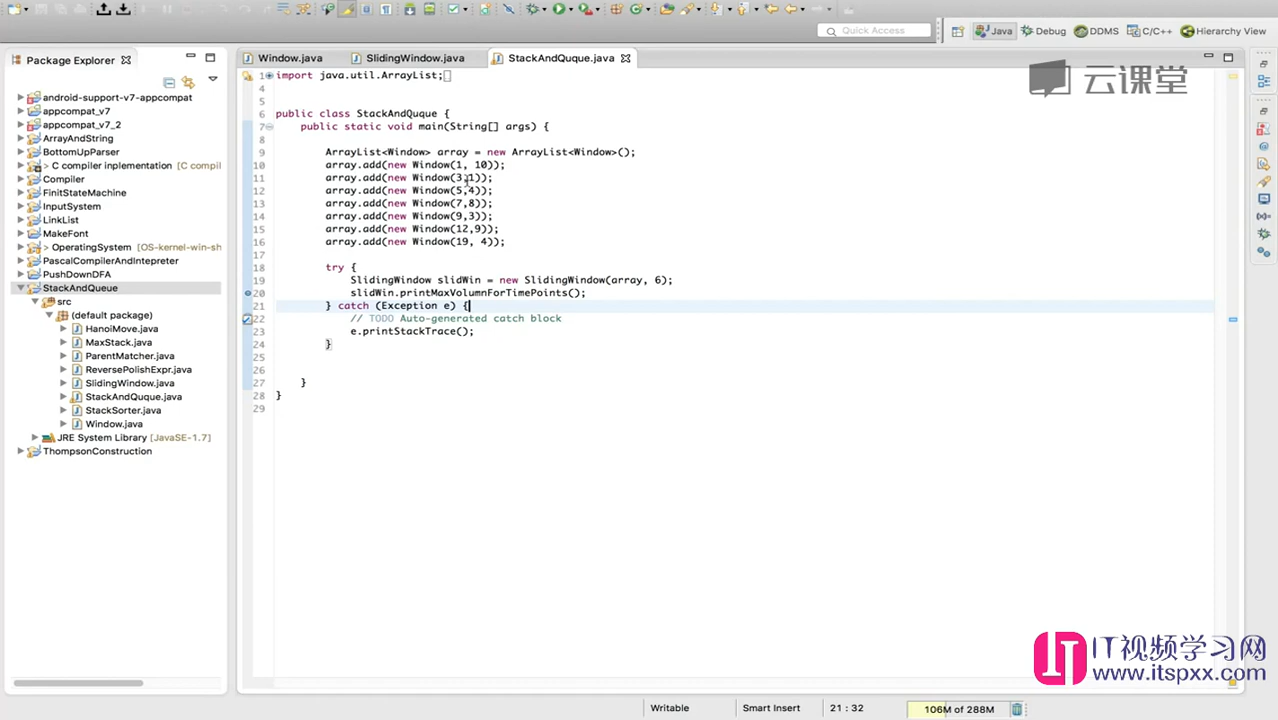 Quick Access
Java
Debug
DDMS
C/C++
Hierarchy View
Package Explorer
Window.java
SlidingWindow.java
StackAndQuque.java
云课堂
android-support-v7-appcompat
appcompat_v7
appcompat_v7_2
ArrayAndString
BottomUpParser
> C compiler inplementation (C compil
Compiler
FinitStateMachine
InputSystem
LinkList
MakeFont
> OperatingSystem [OS-kernel-win-sh
PascalCompilerAndIntepreter
PushDownDFA
StackAndQueue
src
(default package)
HanoiMove.java
MaxStack.java
ParentMatcher.java
ReversePolishExpr.java
SlidingWindow.java
StackAndQuque.java
StackSorter.java
Window.java
JRE System Library [JavaSE-1.7]
ThompsonConstruction
1 import java.util.ArrayList;
4
5
6 public class StackAndQuque {
7 public static void main(String[] args) {
8
9 ArrayList<Window> array = new ArrayList<Window>();
10 array.add(new Window(1, 10));
11 array.add(new Window(3,1));
12 array.add(new Window(5,4));
13 array.add(new Window(7,8));
14 array.add(new Window(9,3));
15 array.add(new Window(12,9));
16 array.add(new Window(19, 4));
17
18 try {
19 SlidingWindow slidWin = new SlidingWindow(array, 6);
20 slidWin.printMaxVolumnForTimePoints();
21 } catch (Exception e) {
22 // TODO Auto-generated catch block
23 e.printStackTrace();
24 }
25
26
27 }
28 }
29
IT视频学习网
www.itspxx.com
Writable
Smart Insert
21 : 32
106M of 288M